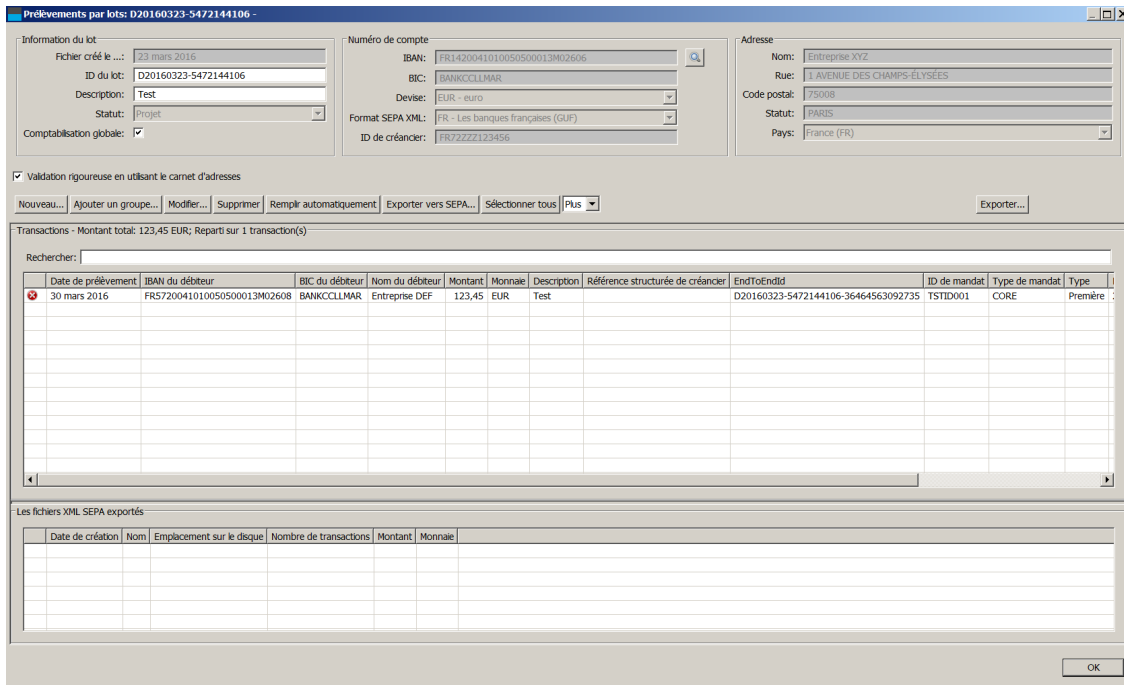 Prélèvements par lots: D20160323-5472144106 -
Information du lot
Fichier créé le ...: 23 mars 2016
ID du lot: D20160323-5472144106
Description: Test
Statut: Projet
Comptabilisation globale:
Numéro de compte
IBAN: FR1420041010050500013M02606
BIC: BANKCCLLMAR
Devise: EUR - euro
Format SEPA XML: FR - Les banques françaises (GUF)
ID de créancier: FR72ZZZ123456
Adresse
Nom: Entreprise XYZ
Rue: 1 AVENUE DES CHAMPS-ÉLYSÉES
Code postal: 75008
Statut: PARIS
Pays: France (FR)
Validation rigoureuse en utilisant le carnet d'adresses
Nouveau... Ajouter un groupe... Modifier... Supprimer Remplir automatiquement Exporter vers SEPA... Sélectionner tous Plus Exporter...
Transactions - Montant total: 123,45 EUR; Reparti sur 1 transaction(s)
Rechercher:
Date de prélèvement IBAN du débiteur BIC du débiteur Nom du débiteur Montant Monnaie Description Référence structurée de créancier EndToEndId ID de mandat Type de mandat Type
30 mars 2016 FR5720041010050500013M02608 BANKCCLLMAR Entreprise DEF 123,45 EUR Test D20160323-5472144106-36464563092735 TSTID001 CORE Première
Les fichiers XML SEPA exportés
Date de création Nom Emplacement sur le disque Nombre de transactions Montant Monnaie
OK